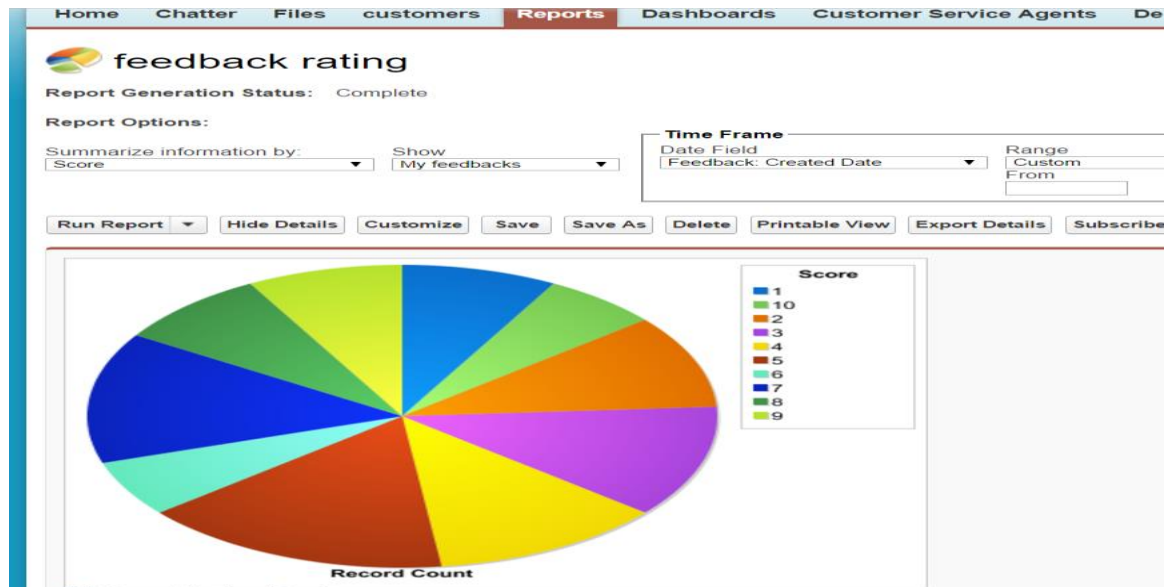 Home Chatter Files customers Reports Dashboards Customer Service Agents De
feedback rating
Report Generation Status: Complete
Report Options:
Time Frame
Summarize information by: Show Date Field Range
Score My feedbacks Feedback: Created Date Custom
From
Run Report Hide Details Customize Save Save As Delete Printable View Export Details Subscribe
Score
1
10
2
3
4
5
6
7
8
9
Record Count